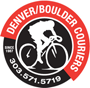 DENVER/BOULDER COURIERS
SINCE
1987
303.571.5719